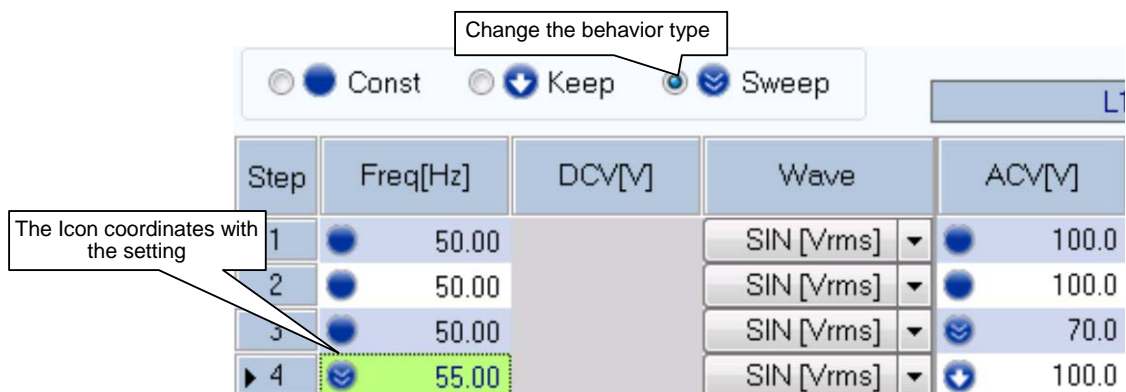 Change the behavior type
Const Keep Sweep
L1
Step Freq[Hz] DCV[V] Wave ACV[V]
The Icon coordinates with
the setting
1 50.00 SIN [Vrms] 100.0
2 50.00 SIN [Vrms] 100.0
3 50.00 SIN [Vrms] 70.0
4 55.00 SIN [Vrms] 100.0